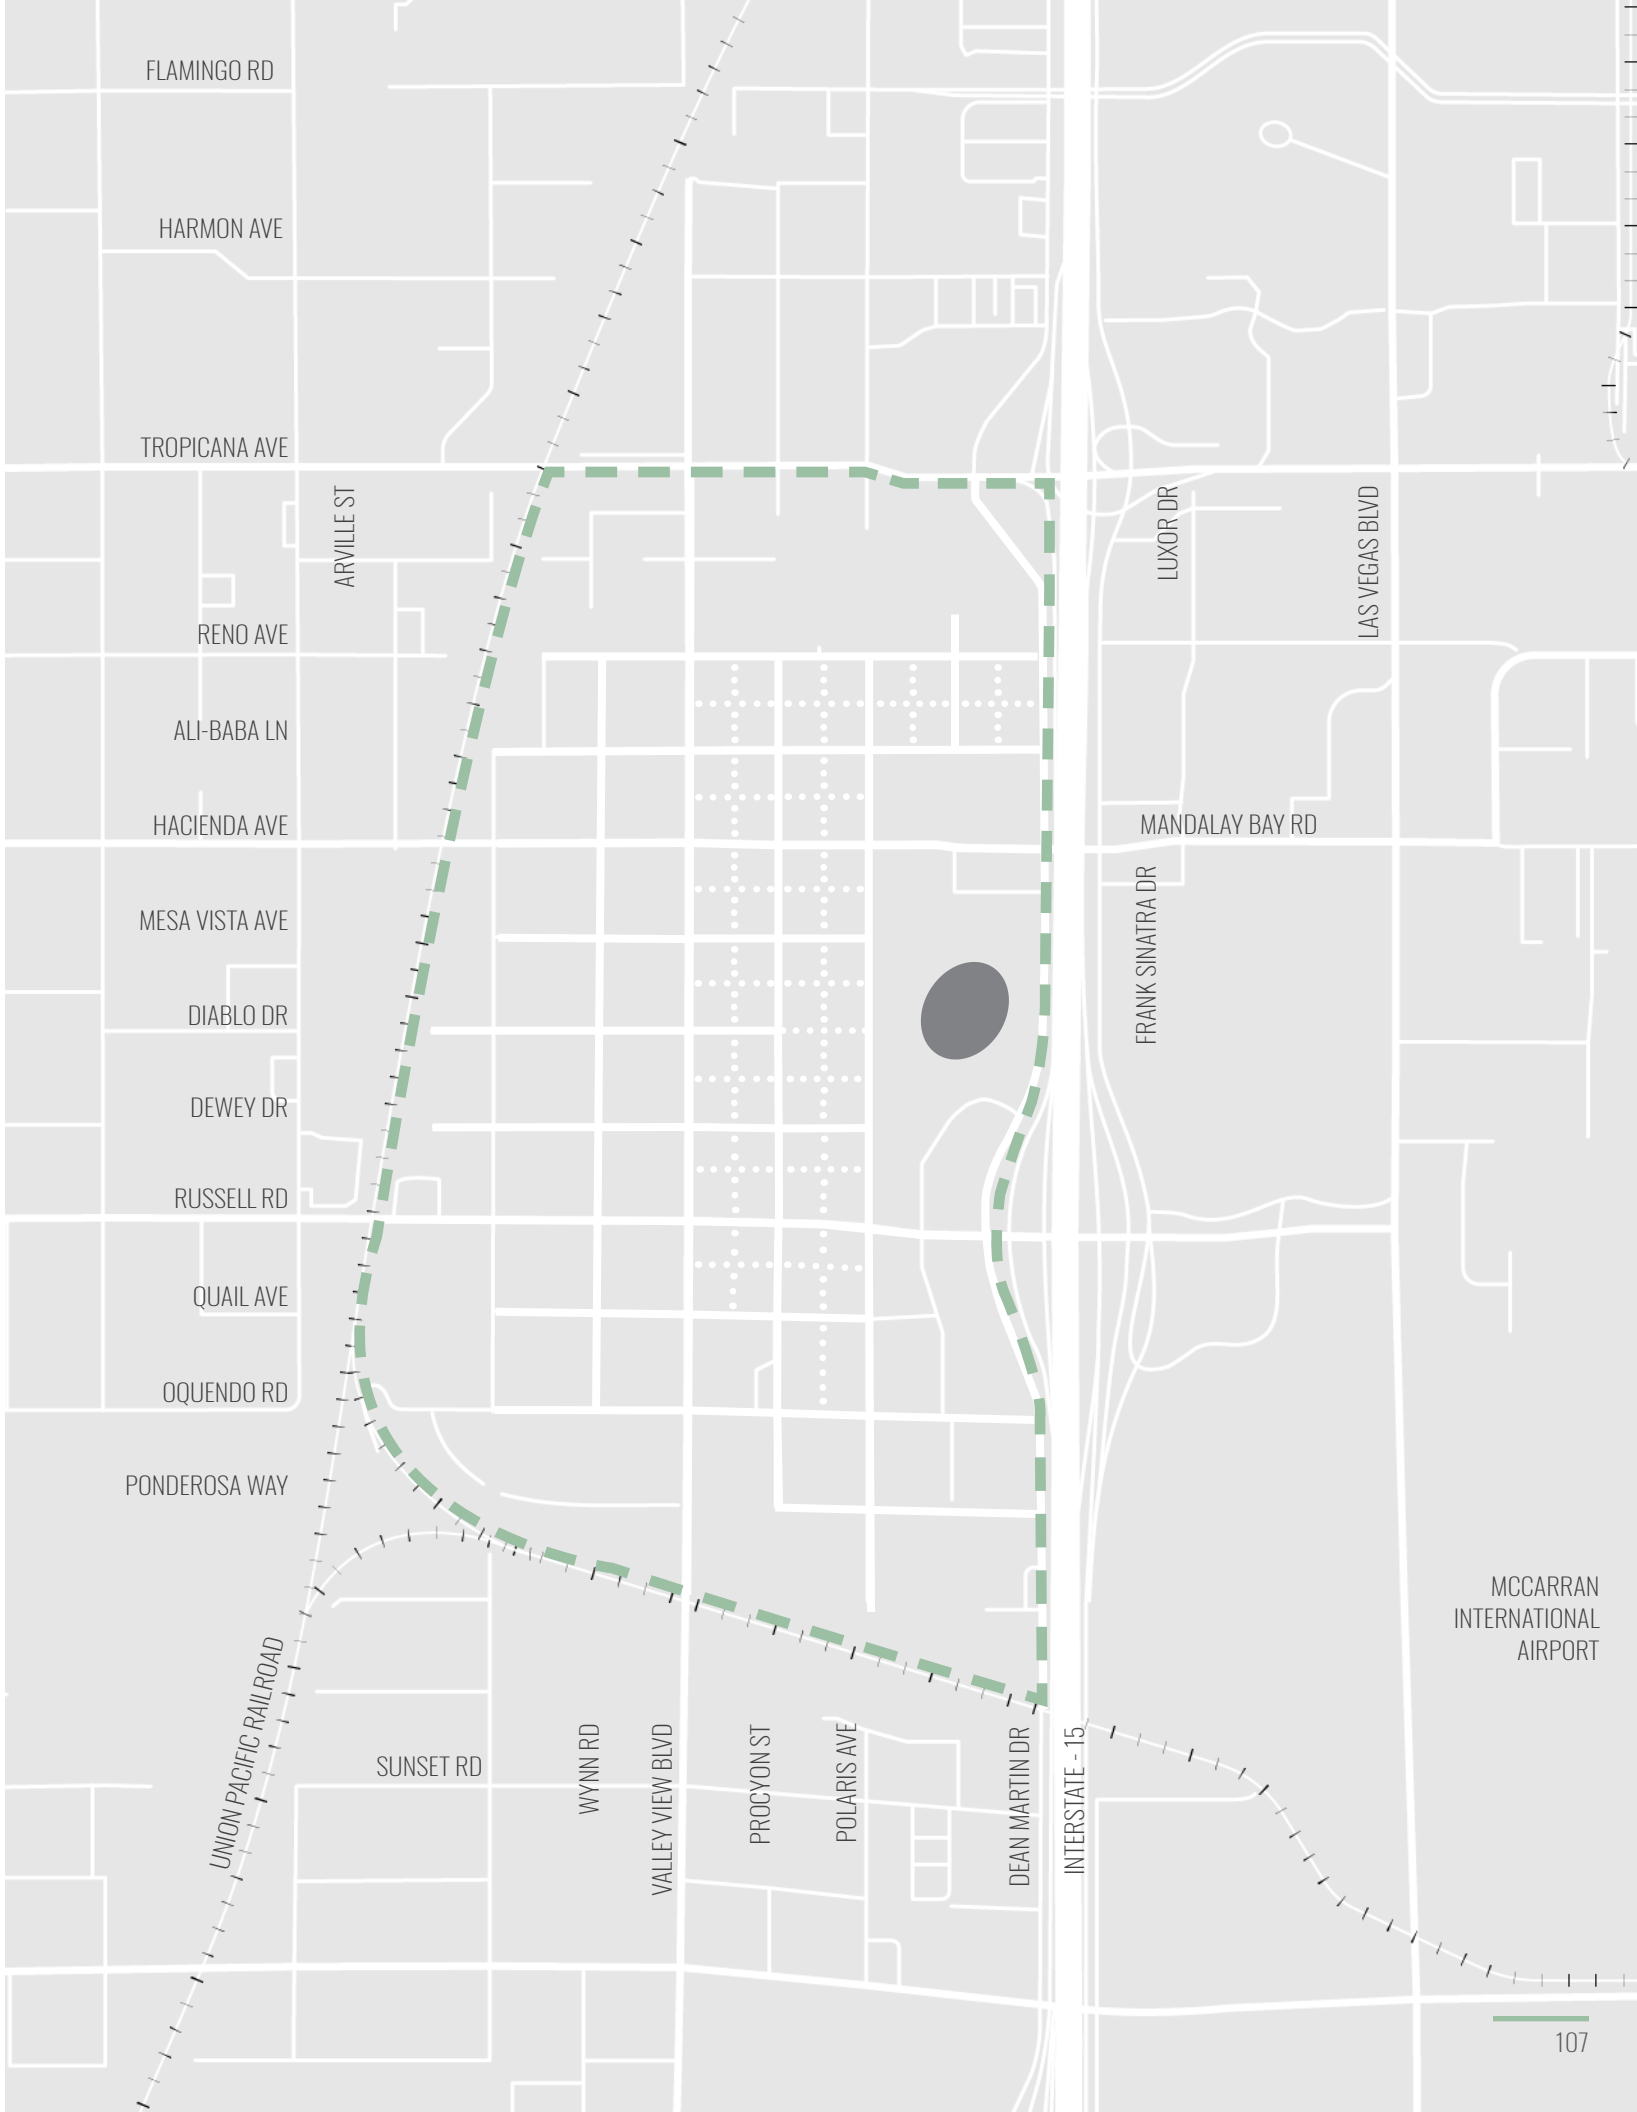 FLAMINGO RD
HARMON AVE
TROPICANA AVE
ARVILLE ST
LUXOR DR
LAS VEGAS BLVD
RENO AVE
ALI-BABA LN
HACIENDA AVE
MANDALAY BAY RD
MESA VISTA AVE
FRANK SINATRA DR
DIABLO DR
DEWEY DR
RUSSELL RD
QUAIL AVE
OQUENDO RD
PONDEROSA WAY
MCCARRAN
INTERNATIONAL
AIRPORT
UNION PACIFIC RAILROAD
SUNSET RD
WYNN RD
VALLEY VIEW BLVD
PROCYON ST
POLARIS AVE
DEAN MARTIN DR
INTERSTATE - 15
107